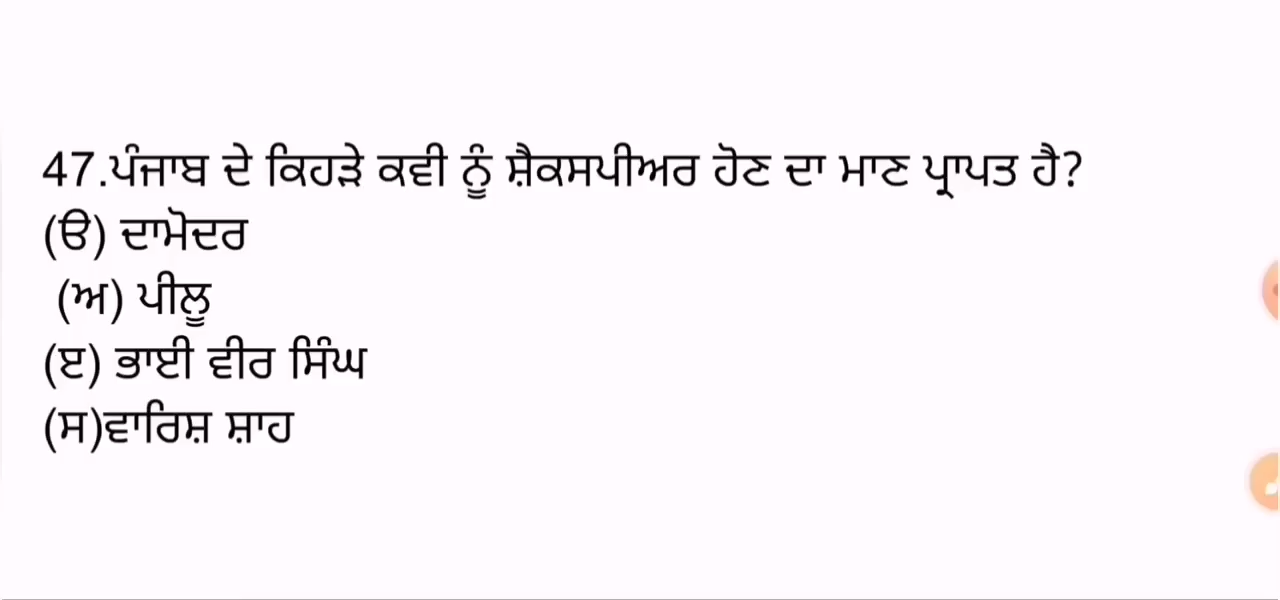 47.ਪੰਜਾਬ ਦੇ ਕਿਹੜੇ ਕਵੀ ਨੂੰ ਸ਼ੈਕਸਪੀਅਰ ਹੋਣ ਦਾ ਮਾਣ ਪ੍ਰਾਪਤ ਹੈ?
(ੳ) ਦਾਮੋਦਰ
(ਅ) ਪੀਲੂ
(ੲ) ਭਾਈ ਵੀਰ ਸਿੰਘ
(ਸ)ਵਾਰਿਸ਼ ਸ਼ਾਹ